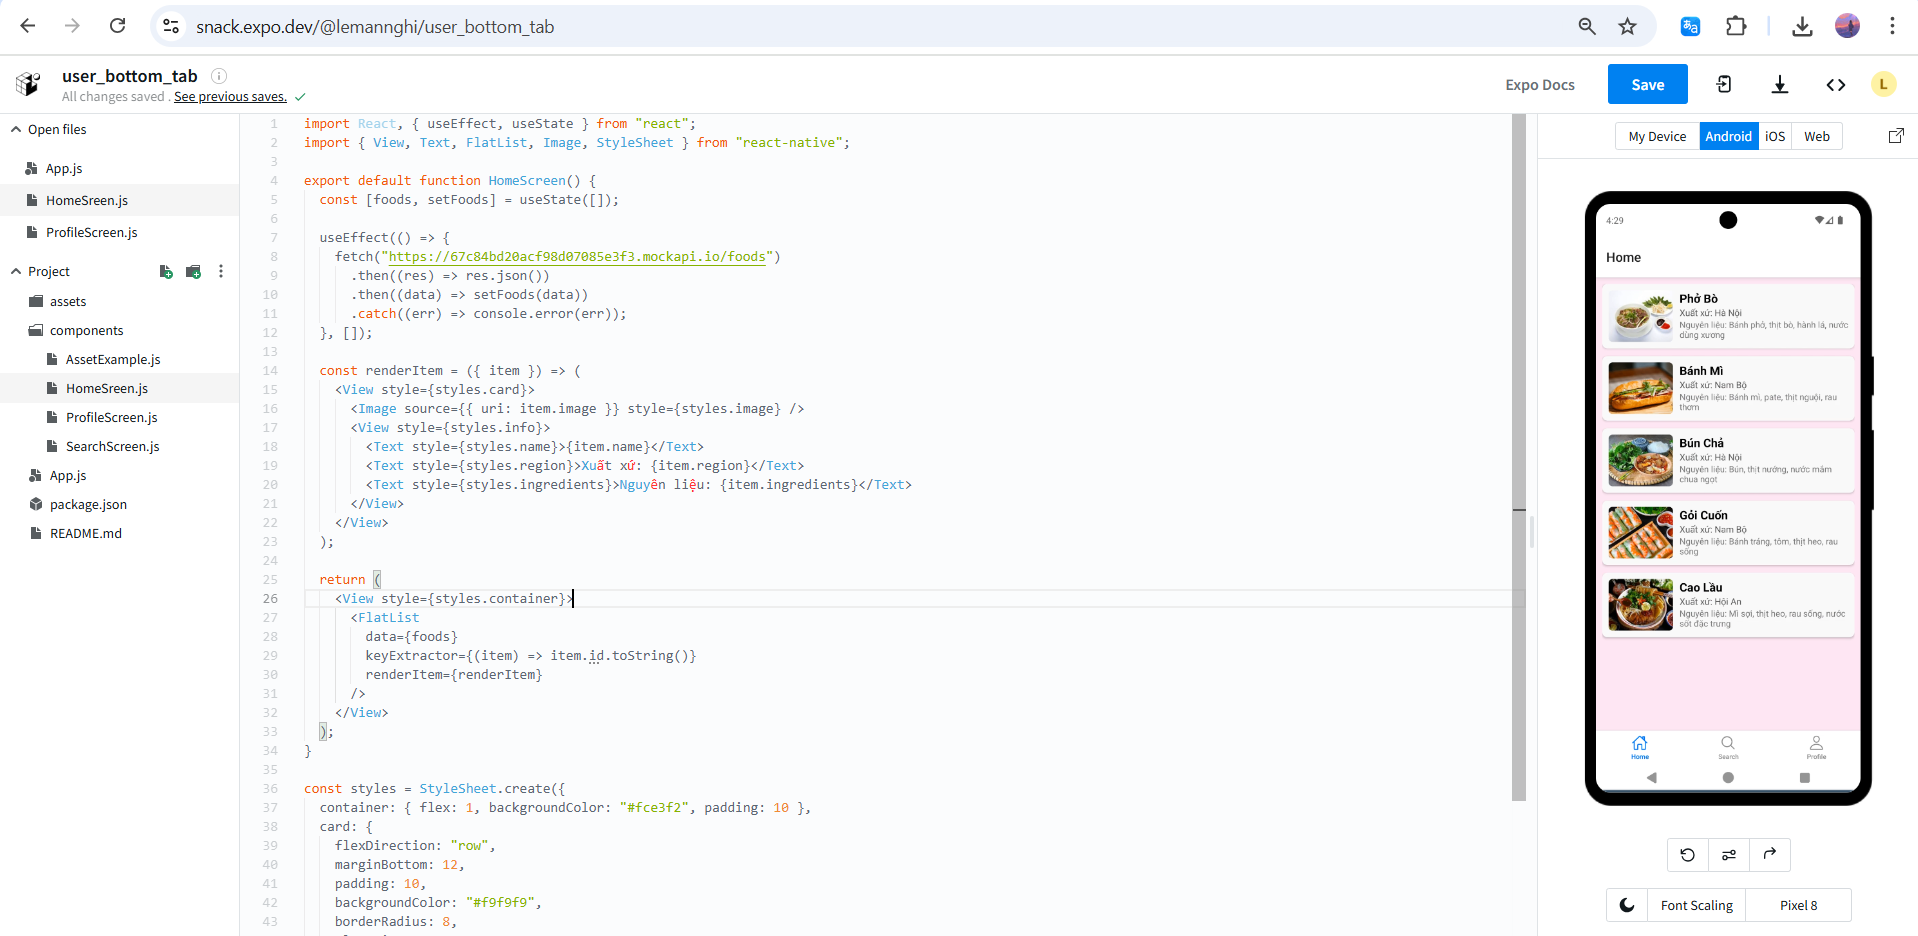 snack.expo.dev/@lemannghi/user_bottom_tab
user_bottom_tab
All changes saved . See previous saves.
Expo Docs
Save
L
Open files
App.js
HomeSreen.js
ProfileScreen.js
Project
assets
components
AssetExample.js
HomeSreen.js
ProfileScreen.js
SearchScreen.js
App.js
package.json
README.md
1 import React, { useEffect, useState } from "react";
2 import { View, Text, FlatList, Image, StyleSheet } from "react-native";
3
4 export default function HomeScreen() {
5 const [foods, setFoods] = useState([]);
6
7 useEffect(() => {
8 fetch("https://67c84bd20acf98d07085e3f3.mockapi.io/foods")
9 .then((res) => res.json())
10 .then((data) => setFoods(data))
11 .catch((err) => console.error(err));
12 }, []);
13
14 const renderItem = ({ item }) => (
15 <View style={styles.card}>
16 <Image source={{ uri: item.image }} style={styles.image} />
17 <View style={styles.info}>
18 <Text style={styles.name}>{item.name}</Text>
19 <Text style={styles.region}>Xuất xứ: {item.region}</Text>
20 <Text style={styles.ingredients}>Nguyên liệu: {item.ingredients}</Text>
21 </View>
22 </View>
23 );
24
25 return (
26 <View style={styles.container}>
27 <FlatList
28 data={foods}
29 keyExtractor={(item) => item.id.toString()}
30 renderItem={renderItem}
31 />
32 </View>
33 );
34 }
35
36 const styles = StyleSheet.create({
37 container: { flex: 1, backgroundColor: "#fce3f2", padding: 10 },
38 card: {
39 flexDirection: "row",
40 marginBottom: 12,
41 padding: 10,
42 backgroundColor: "#f9f9f9",
43 borderRadius: 8,
My Device
Android
iOS
Web
4:29
Home
Phở Bò
Xuất xứ: Hà Nội
Nguyên liệu: Bánh phở, thịt bò, hành lá, nước
dùng xương
Bánh Mì
Xuất xứ: Nam Bộ
Nguyên liệu: Bánh mì, pate, thịt nguội, rau
thơm
Bún Chả
Xuất xứ: Hà Nội
Nguyên liệu: Bún, thịt nướng, nước mắm
chua ngọt
Gỏi Cuốn
Xuất xứ: Nam Bộ
Nguyên liệu: Bánh tráng, tôm, thịt heo, rau
sống
Cao Lầu
Xuất xứ: Hội An
Nguyên liệu: Mì sợi, thịt heo, rau sống, nước
sốt đặc trưng
Home
Search
Profile
Font Scaling
Pixel 8